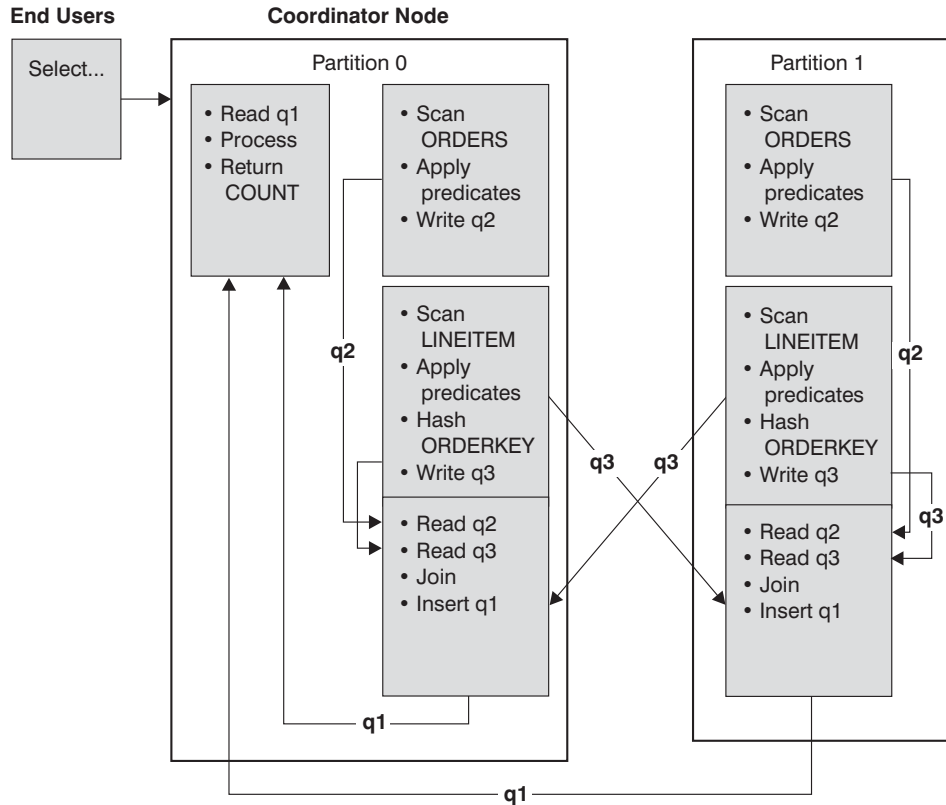 End Users
Coordinator Node
Select...
Partition 0
• Read q1
• Process
• Return
COUNT
• Scan
ORDERS
• Apply
predicates
• Write q2
q2
• Scan
LINEITEM
• Apply
predicates
• Hash
ORDERKEY
• Write q3
• Read q2
• Read q3
• Join
• Insert q1
q1
q3
q3
Partition 1
• Scan
ORDERS
• Apply
predicates
• Write q2
q2
• Scan
LINEITEM
• Apply
predicates
• Hash
ORDERKEY
• Write q3
q3
• Read q2
• Read q3
• Join
• Insert q1
q1